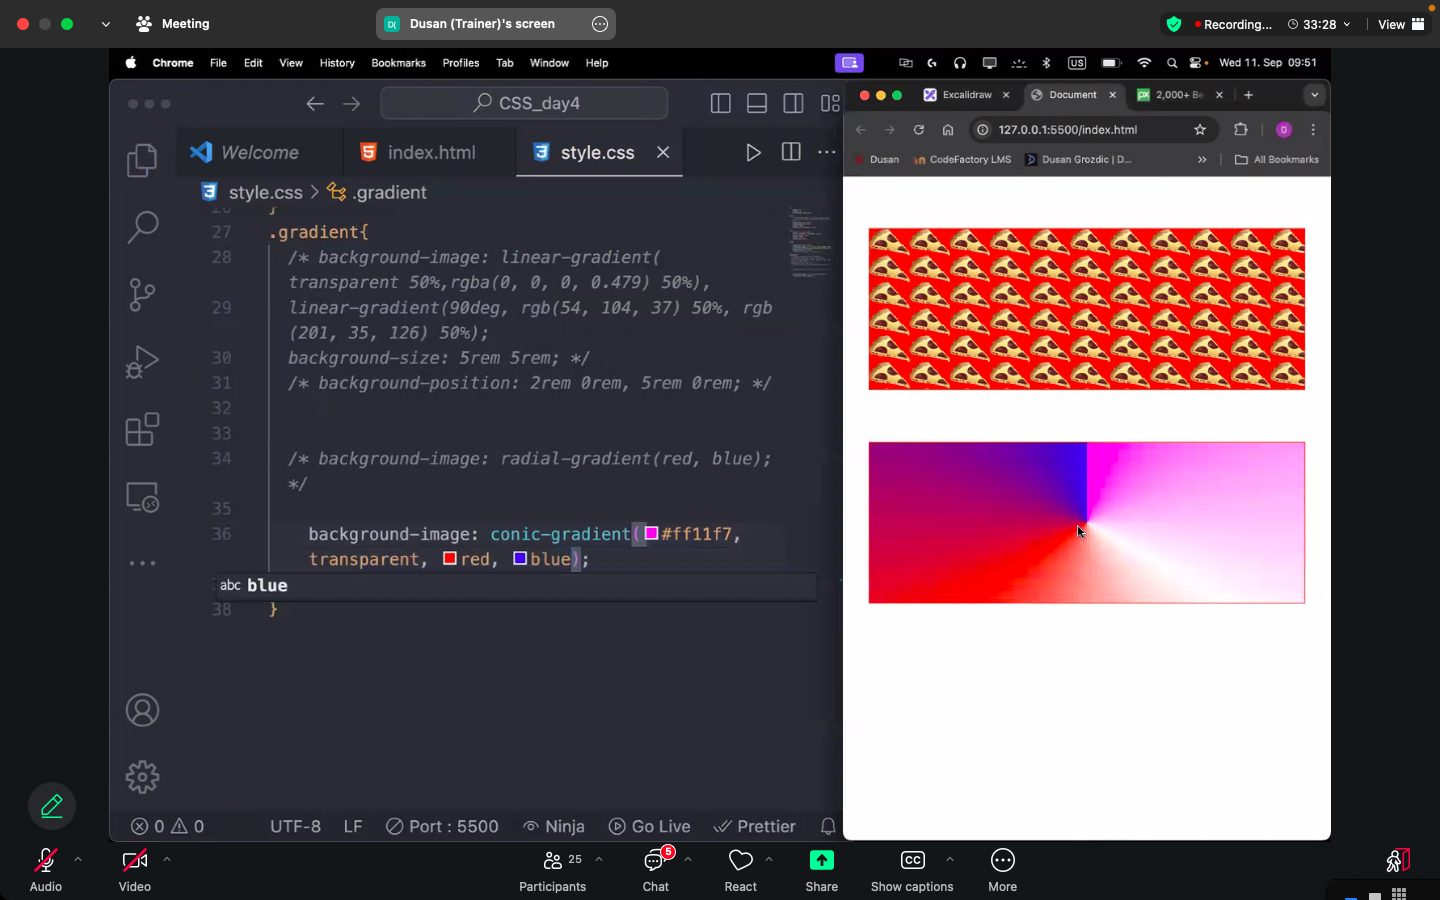 Meeting
D( Dusan (Trainer)'s screen
Recording... 33:28 View
Chrome File Edit View History Bookmarks Profiles Tab Window Help US Wed 11. Sep 09:51
CSS_day4
Excalidraw Document 2,000+ Be
127.0.0.1:5500/index.html D
Dusan CodeFactory LMS Dusan Grozdic | D... All Bookmarks
Welcome index.html style.css
style.css > .gradient
26 }
27 .gradient{
28 /* background-image: linear-gradient(
transparent 50%,rgba(0, 0, 0, 0.479) 50%),
29 linear-gradient(90deg, rgb(54, 104, 37) 50%, rgb
(201, 35, 126) 50%);
30 background-size: 5rem 5rem; */
31 /* background-position: 2rem 0rem, 5rem 0rem; */
32
33
34 /* background-image: radial-gradient(red, blue);
*/
35
36 background-image: conic-gradient(#ff11f7,
transparent, red, blue);
abc blue
38 }
0 0 UTF-8 LF Port : 5500 Ninja Go Live Prettier
Audio Video Participants 25 Chat 5 React Share CC Show captions More